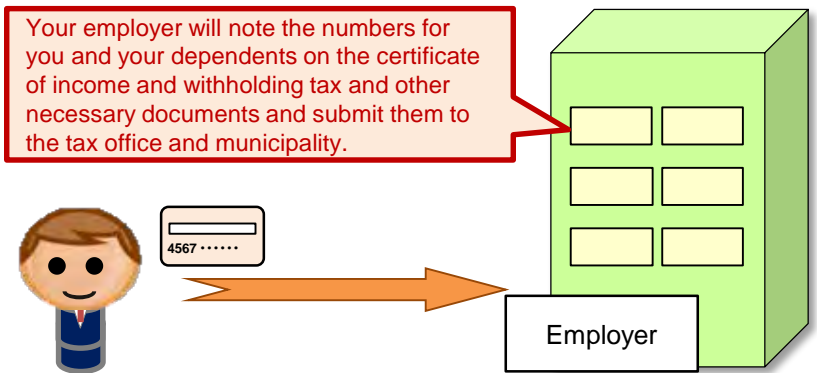 Your employer will note the numbers for
you and your dependents on the certificate
of income and withholding tax and other
necessary documents and submit them to
the tax office and municipality.
4567 ······
Employer